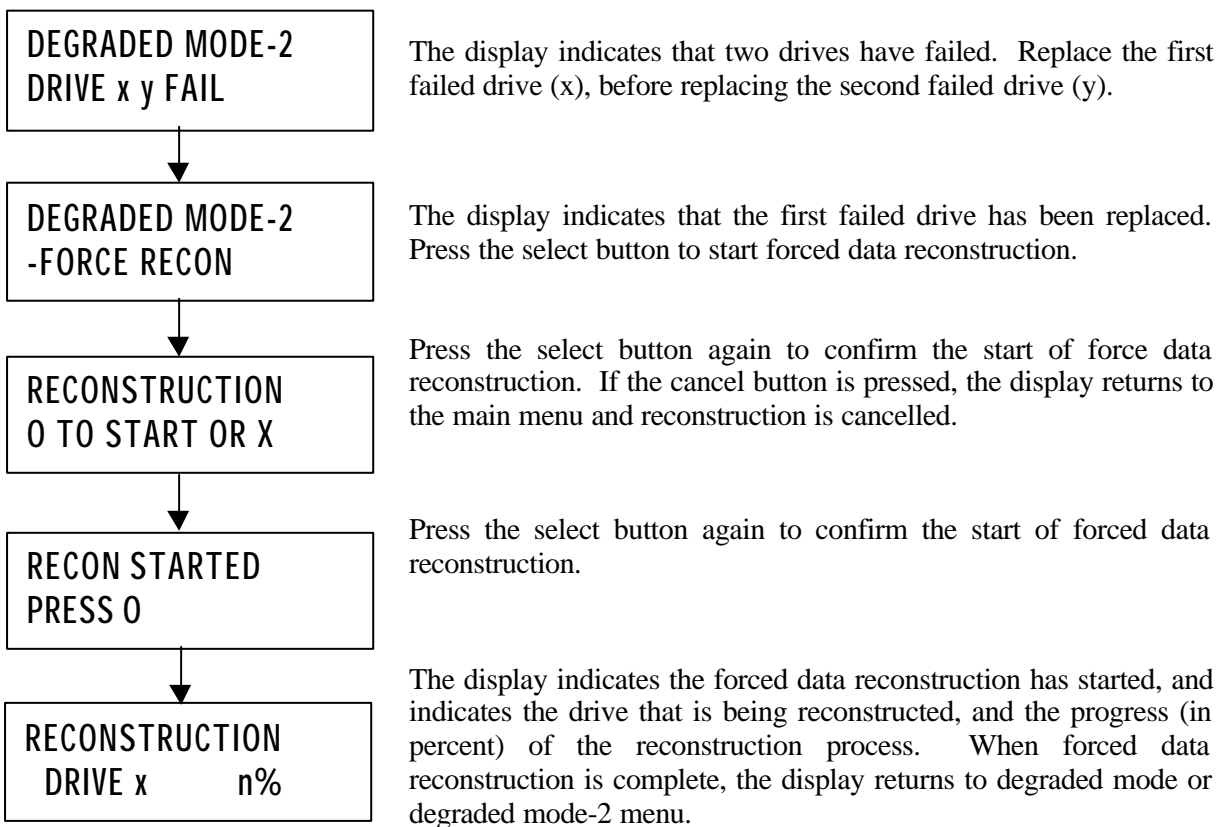 DEGRADED MODE-2
DRIVE x y FAIL
The display indicates that two drives have failed. Replace the first
failed drive (x), before replacing the second failed drive (y).
DEGRADED MODE-2
-FORCE RECON
The display indicates that the first failed drive has been replaced.
Press the select button to start forced data reconstruction.
RECONSTRUCTION
O TO START OR X
Press the select button again to confirm the start of force data
reconstruction. If the cancel button is pressed, the display returns to
the main menu and reconstruction is cancelled.
RECON STARTED
PRESS O
Press the select button again to confirm the start of forced data
reconstruction.
RECONSTRUCTION
DRIVE x n%
The display indicates the forced data reconstruction has started, and
indicates the drive that is being reconstructed, and the progress (in
percent) of the reconstruction process. When forced data
reconstruction is complete, the display returns to degraded mode or
degraded mode-2 menu.